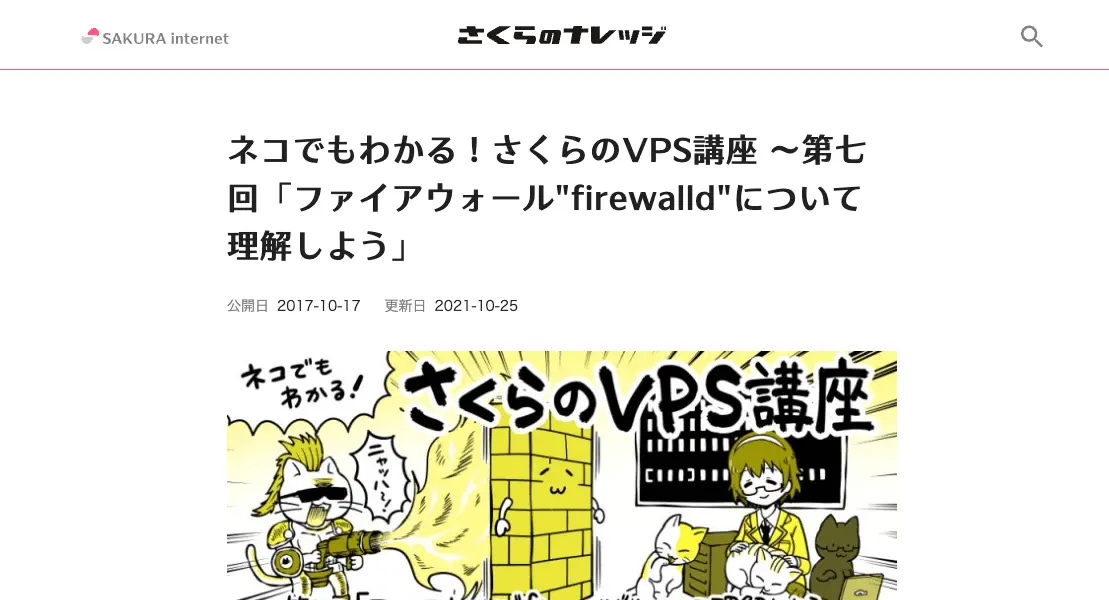 SAKURA internet
さくらのナレッジ
ネコでもわかる！さくらのVPS講座 ～第七
回「ファイアウォール"firewalld"について
理解しよう」
公開日 2017-10-17 更新日 2021-10-25
ネコでも
わかる!
さくらのVPS講座
ニャッハ～!